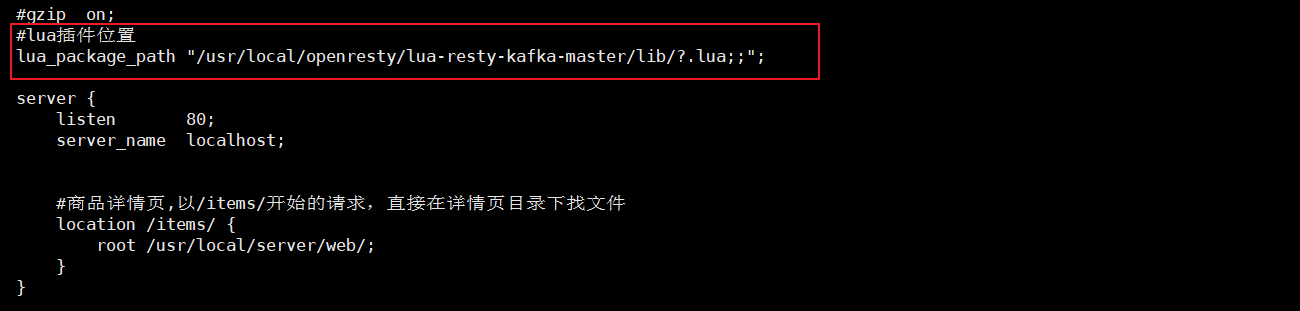 #gzip  on;
#lua插件位置
lua_package_path "/usr/local/openresty/lua-resty-kafka-master/lib/?.lua;;";
server {
    listen       80;
    server_name  localhost;
    #商品详情页,以/items/开始的请求，直接在详情页目录下找文件
    location /items/ {
        root /usr/local/server/web/;
    }
}